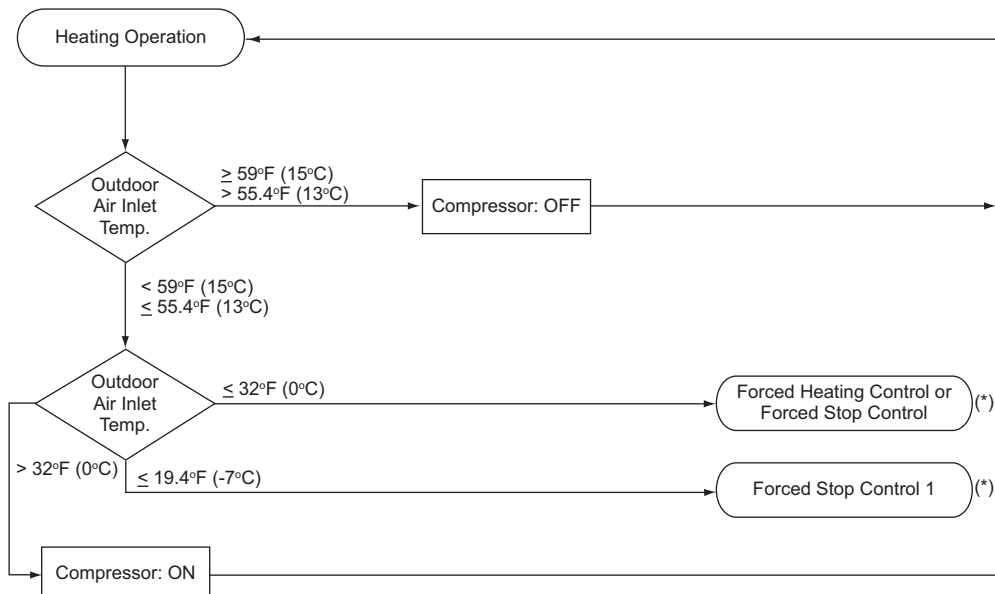 Heating Operation
Outdoor
Air Inlet
Temp.
≥ 59°F (15°C)
> 55.4°F (13°C)
Compressor: OFF
< 59°F (15°C)
≤ 55.4°F (13°C)
Outdoor
Air Inlet
Temp.
≤ 32°F (0°C)
Forced Heating Control or
Forced Stop Control
(*)
> 32°F (0°C)
≤ 19.4°F (-7°C)
Forced Stop Control 1
(*)
Compressor: ON